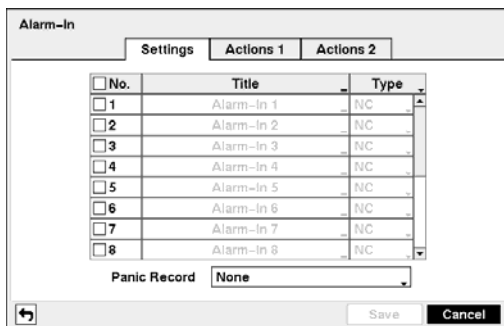 Alarm-In
Settings Actions 1 Actions 2
No. Title Type
1 Alarm-In 1 NC
2 Alarm-In 2 NC
3 Alarm-In 3 NC
4 Alarm-In 4 NC
5 Alarm-In 5 NC
6 Alarm-In 6 NC
7 Alarm-In 7 NC
8 Alarm-In 8 NC
Panic Record None
Save Cancel